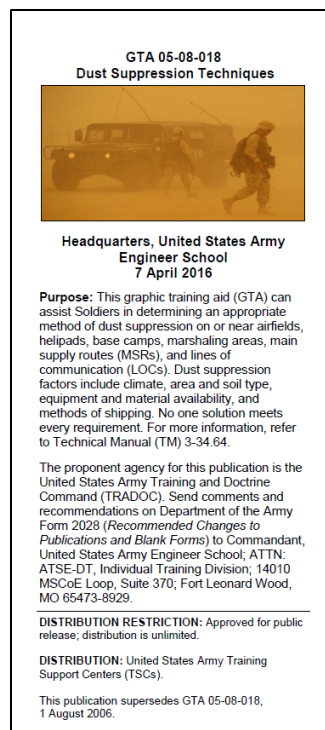 GTA 05-08-018
Dust Suppression Techniques
Headquarters, United States Army
Engineer School
7 April 2016
Purpose: This graphic training aid (GTA) can
assist Soldiers in determining an appropriate
method of dust suppression on or near airfields,
helipads, base camps, marshaling areas, main
supply routes (MSRs), and lines of
communication (LOCs). Dust suppression
factors include climate, area and soil type,
equipment and material availability, and
methods of shipping. No one solution meets
every requirement. For more information, refer
to Technical Manual (TM) 3-34.64.
The proponent agency for this publication is the
United States Army Training and Doctrine
Command (TRADOC). Send comments and
recommendations on Department of the Army
Form 2028 (Recommended Changes to
Publications and Blank Forms) to Commandant,
United States Army Engineer School; ATTN:
ATSE-DT, Individual Training Division; 14010
MSCoE Loop, Suite 370; Fort Leonard Wood,
MO 65473-8929.
DISTRIBUTION RESTRICTION: Approved for public
release; distribution is unlimited.
DISTRIBUTION: United States Army Training
Support Centers (TSCs).
This publication supersedes GTA 05-08-018,
1 August 2006.